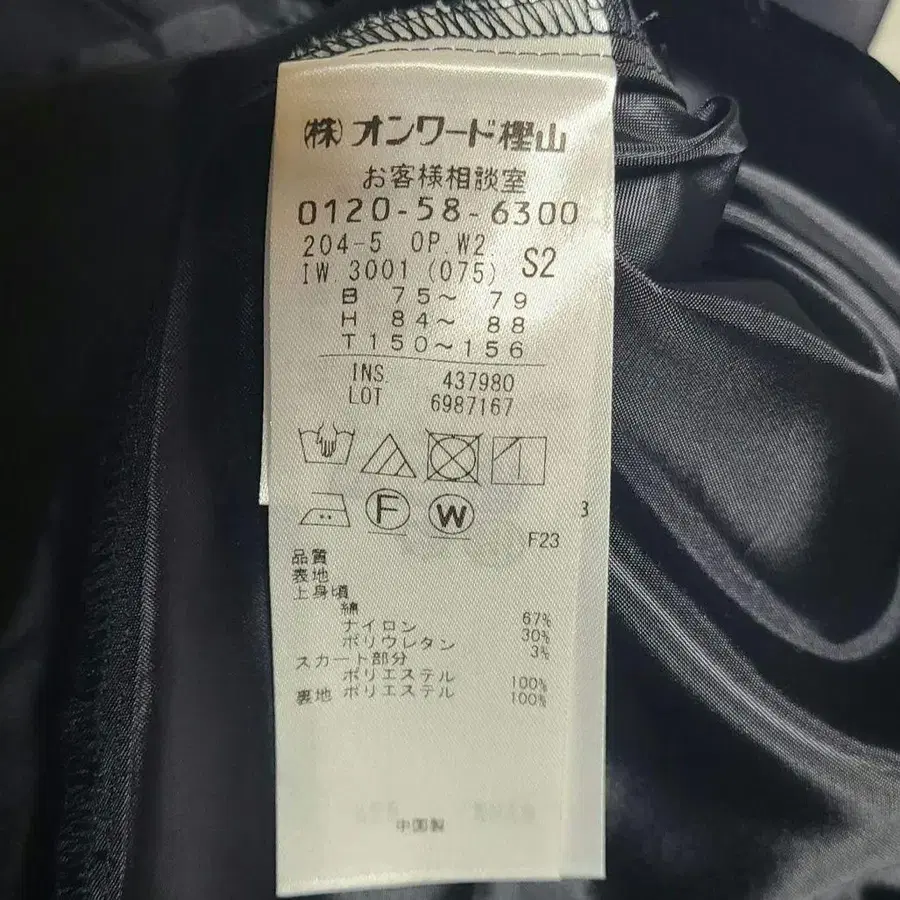 (株)オンワード樫山
お客様相談室
0120-58-6300
204-5 OP.W2.
IW 3001 (075) S2
B 75~ 79
H 84~ 88
T150~156
INS. 437980
LOT 6987167
F
W
3
F23
品質
表地
上身頃
綿 67%
ナイロン 30%
ポリウレタン 3%
スカート部分
ポリエステル 100%
裏地 ポリエステル 100%
中国製